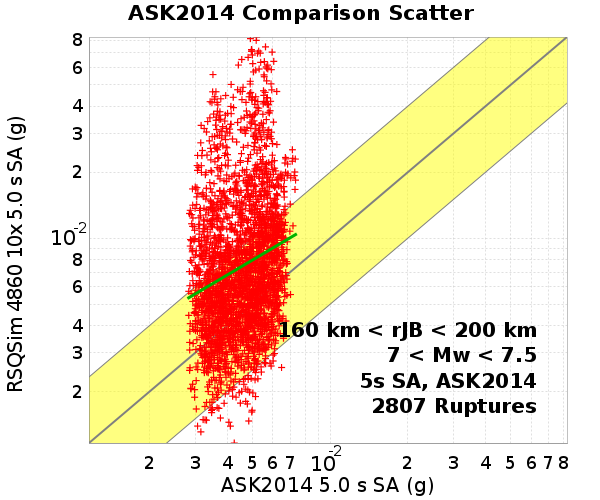 ASK2014 Comparison Scatter
RSQSim 4860 10x 5.0 s SA (g)
8
6
4
3
2
10-2
8
6
4
3
2
160 km < rJB < 200 km
7 < Mw < 7.5
5s SA, ASK2014
2807 Ruptures
2 3 4 5 6 7 10-2 2 3 4 5 6 7 8
ASK2014 5.0 s SA (g)